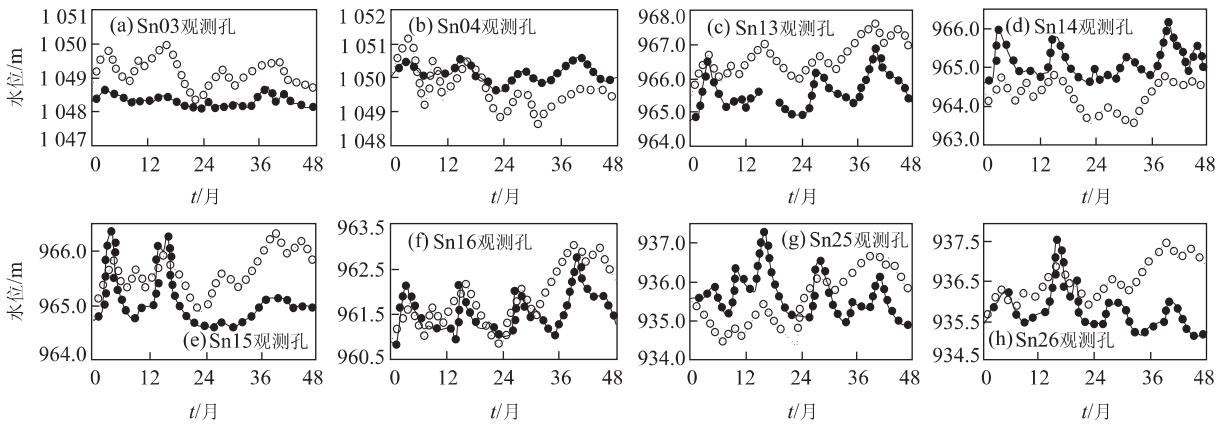 (a) Sn03观测孔
1 051
1 050
1 049
1 048
1 047
水位/m
0 12 24 36 48
t/月
(b) Sn04观测孔
1 052
1 051
1 050
1 049
1 048
0 12 24 36 48
t/月
(c) Sn13观测孔
968.0
967.0
966.0
965.0
964.0
0 12 24 36 48
t/月
(d) Sn14观测孔
966.0
965.0
964.0
963.0
0 12 24 36 48
t/月
966.0
965.0
964.0
水位/m
(e) Sn15观测孔
0 12 24 36 48
t/月
(f) Sn16观测孔
963.5
962.5
961.5
960.5
0 12 24 36 48
t/月
(g) Sn25观测孔
937.0
936.0
935.0
934.0
0 12 24 36 48
t/月
937.5
936.5
935.5
934.5
(h) Sn26观测孔
0 12 24 36 48
t/月